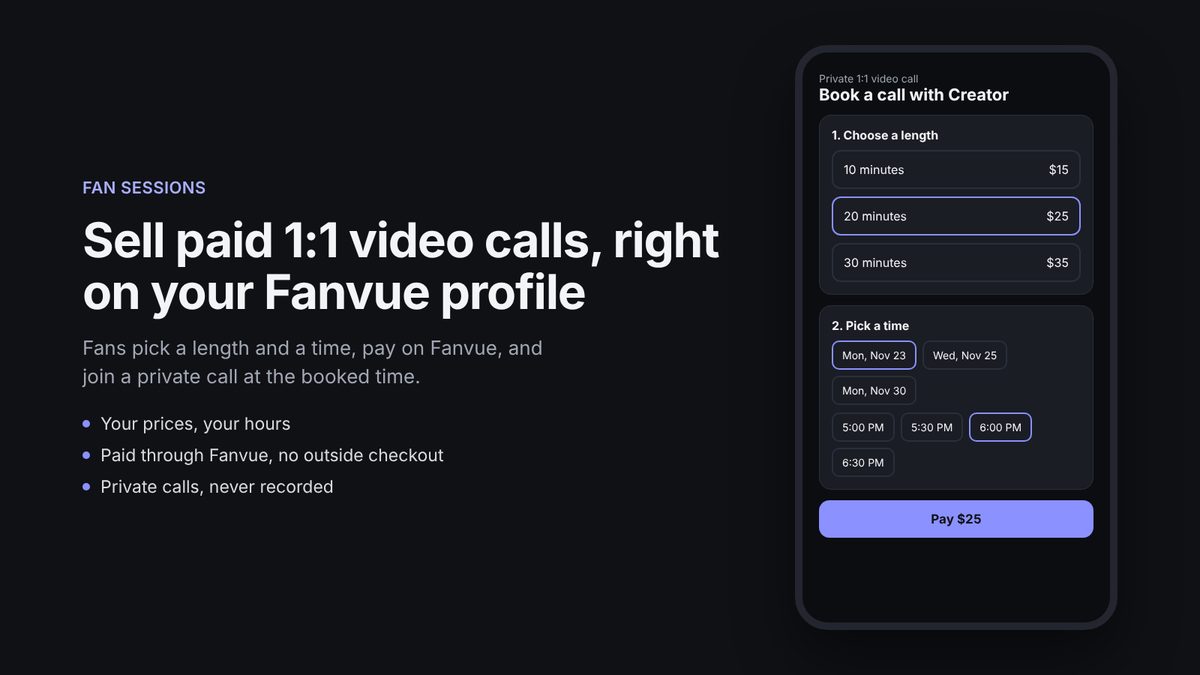 FAN SESSIONS
Sell paid 1:1 video calls, right
on your Fanvue profile
Fans pick a length and a time, pay on Fanvue, and
join a private call at the booked time.
Your prices, your hours
Paid through Fanvue, no outside checkout
Private calls, never recorded
Private 1:1 video call
Book a call with Creator
1. Choose a length
10 minutes $15
20 minutes $25
30 minutes $35
2. Pick a time
Mon, Nov 23 Wed, Nov 25
Mon, Nov 30
5:00 PM 5:30 PM 6:00 PM
6:30 PM
Pay $25